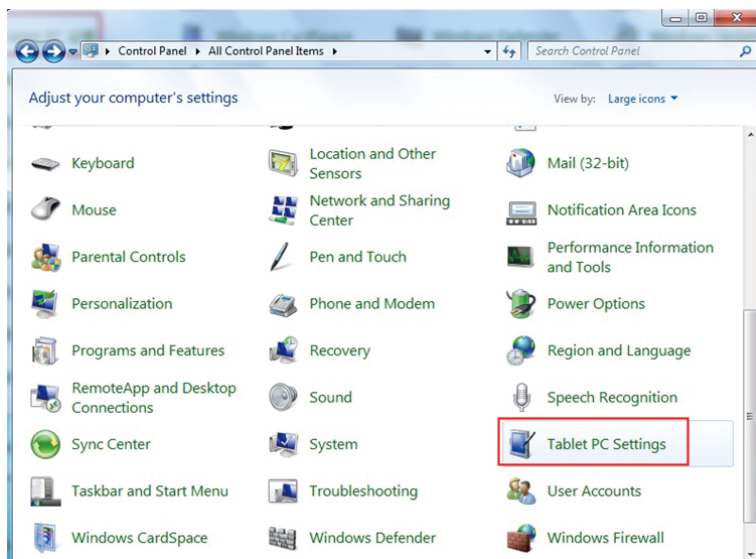 Control Panel ▸ All Control Panel Items ▸
Search Control Panel
Adjust your computer's settings
View by: Large icons
Keyboard
Location and Other
Sensors
Mail (32-bit)
Mouse
Network and Sharing
Center
Notification Area Icons
Parental Controls
Pen and Touch
Performance Information
and Tools
Personalization
Phone and Modem
Power Options
Programs and Features
Recovery
Region and Language
RemoteApp and Desktop
Connections
Sound
Speech Recognition
Sync Center
System
Tablet PC Settings
Taskbar and Start Menu
Troubleshooting
User Accounts
Windows CardSpace
Windows Defender
Windows Firewall